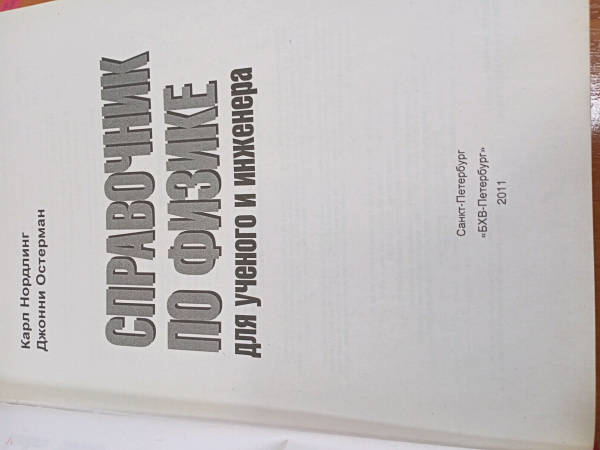 Карл Нордлинг
Джонни Остерман
СПРАВОЧНИК
ПО ФИЗИКЕ
для ученого и инженера
Санкт-Петербург
«БХВ-Петербург»
2011